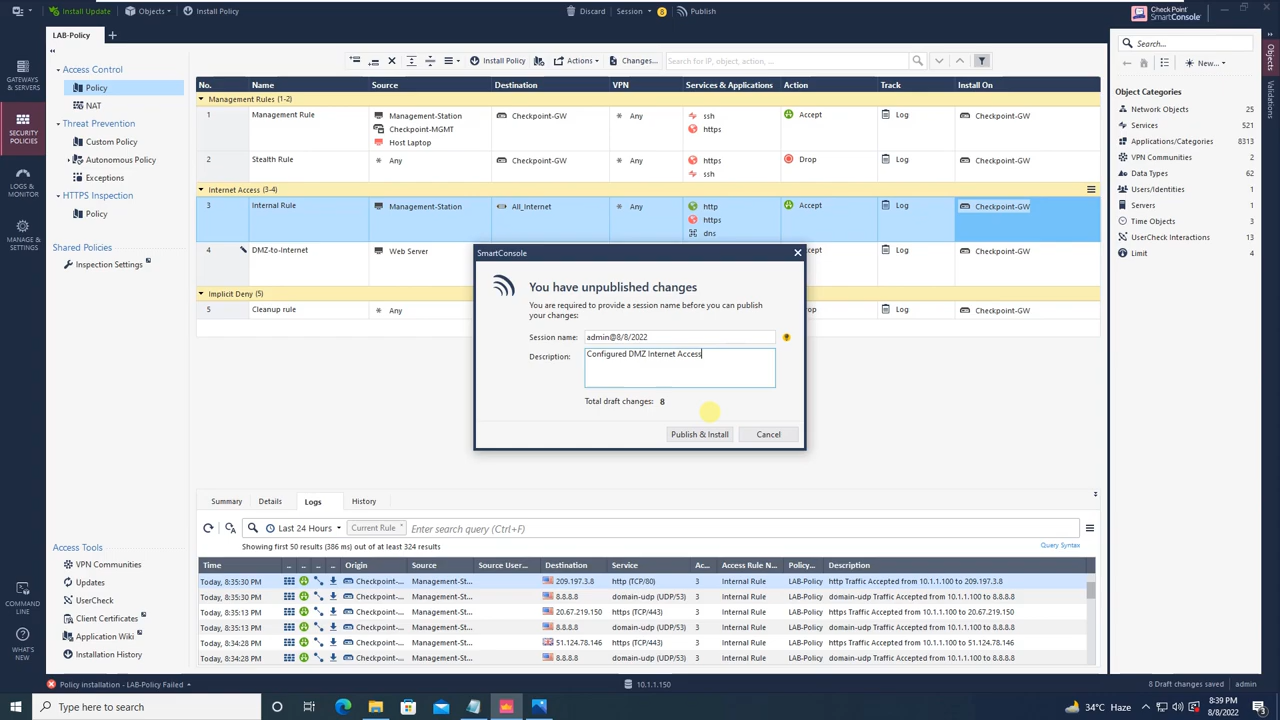 Install Update
Objects
Install Policy
Discard
Session
8
Publish
Check Point
SmartConsole
LAB-Policy
GATEWAYS & SERVERS
SECURITY POLICIES
LOGS & MONITOR
MANAGE & SETTINGS
COMMAND LINE
WHAT'S NEW
Access Control
Policy
NAT
Threat Prevention
Custom Policy
Autonomous Policy
Exceptions
HTTPS Inspection
Policy
Shared Policies
Inspection Settings
Access Tools
VPN Communities
Updates
UserCheck
Client Certificates
Application Wiki
Installation History
Install Policy
Actions
Changes...
Search for IP, object, action, ...
No. Name Source Destination VPN Services & Applications Action Track Install On
Management Rules (1-2)
1 Management Rule Management-Station Checkpoint-GW Any ssh Accept Log Checkpoint-GW
Checkpoint-MGMT https
Host Laptop
2 Stealth Rule Any Checkpoint-GW Any https Drop Log Checkpoint-GW
ssh
Internet Access (3-4)
3 Internal Rule Management-Station All_Internet Any http Accept Log Checkpoint-GW
https
dns
4 DMZ-to-Internet Web Server Log Checkpoint-GW
Implicit Deny (5)
5 Cleanup rule Any Log Checkpoint-GW
SmartConsole
You have unpublished changes
You are required to provide a session name before you can publish
your changes:
Session name: admin@8/8/2022
Description: Configured DMZ Internet Access
Total draft changes: 8
Publish & Install
Cancel
Summary Details Logs History
Last 24 Hours Current Rule Enter search query (Ctrl+F)
Showing first 50 results (386 ms) out of at least 324 results
Query Syntax
Time .. .. .. .. Origin Source Source User... Destination Service Ac... Access Rule N... Policy... Description
Today, 8:35:30 PM Checkpoint-... Management-St... 209.197.3.8 http (TCP/80) 3 Internal Rule LAB-Policy http Traffic Accepted from 10.1.1.100 to 209.197.3.8
Today, 8:35:30 PM Checkpoint-... Management-St... 8.8.8.8 domain-udp (UDP/53) 3 Internal Rule LAB-Policy domain-udp Traffic Accepted from 10.1.1.100 to 8.8.8.8
Today, 8:35:13 PM Checkpoint-... Management-St... 20.67.219.150 https (TCP/443) 3 Internal Rule LAB-Policy https Traffic Accepted from 10.1.1.100 to 20.67.219.150
Today, 8:35:13 PM Checkpoint-... Management-St... 8.8.8.8 domain-udp (UDP/53) 3 Internal Rule LAB-Policy domain-udp Traffic Accepted from 10.1.1.100 to 8.8.8.8
Today, 8:34:28 PM Checkpoint-... Management-St... 51.124.78.146 https (TCP/443) 3 Internal Rule LAB-Policy https Traffic Accepted from 10.1.1.100 to 51.124.78.146
Today, 8:34:28 PM Checkpoint-... Management-St... 8.8.8.8 domain-udp (UDP/53) 3 Internal Rule LAB-Policy domain-udp Traffic Accepted from 10.1.1.100 to 8.8.8.8
Search...
New...
Object Categories
Network Objects 25
Services 521
Applications/Categories 8313
VPN Communities 2
Data Types 62
Users/Identities 1
Servers 1
Time Objects 3
UserCheck Interactions 13
Limit 4
Objects
Validations
Policy installation - LAB-Policy Failed
10.1.1.150
8 Draft changes saved
admin
Type here to search
34°C Haze
8:39 PM
8/8/2022
3